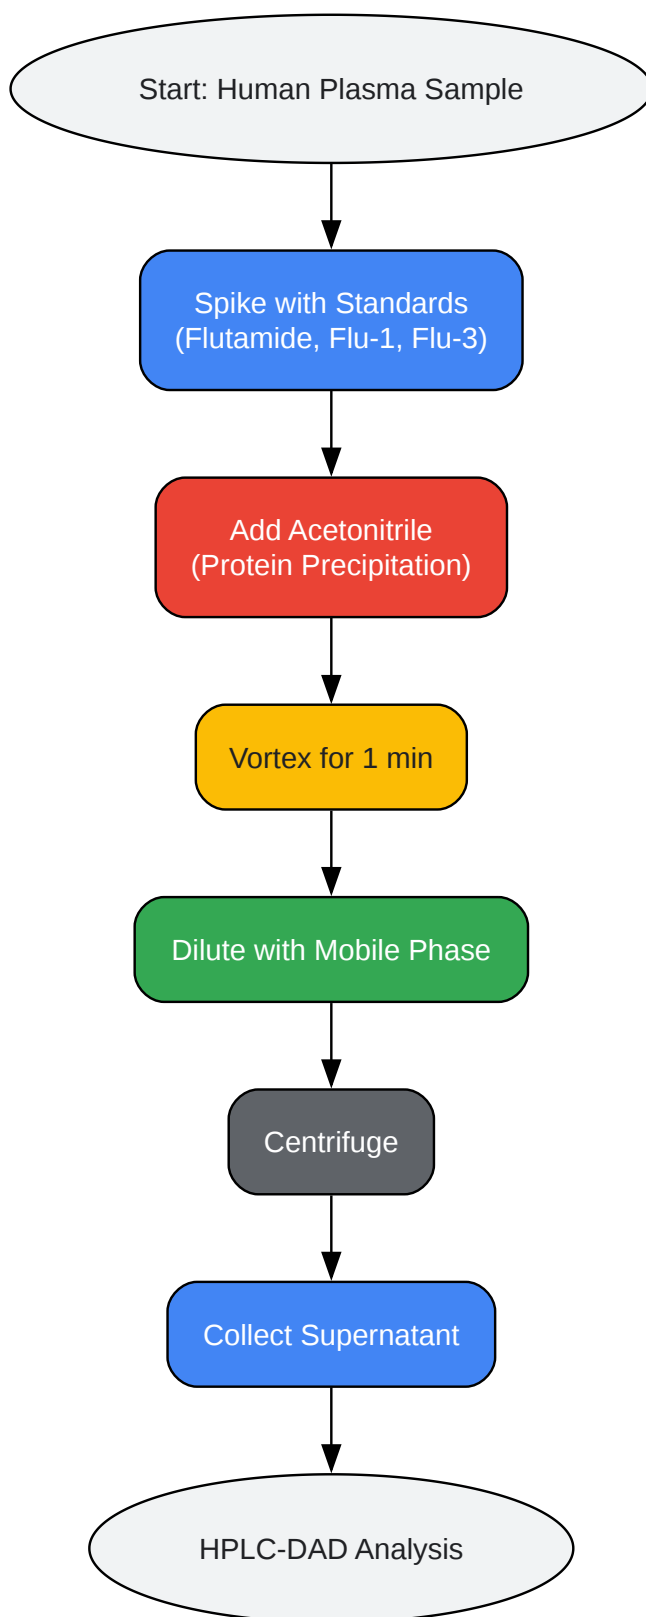 Start: Human Plasma Sample
Spike with Standards
(Flutamide, Flu-1, Flu-3)
Add Acetonitrile
(Protein Precipitation)
Vortex for 1 min
Dilute with Mobile Phase
Centrifuge
Collect Supernatant
HPLC-DAD Analysis